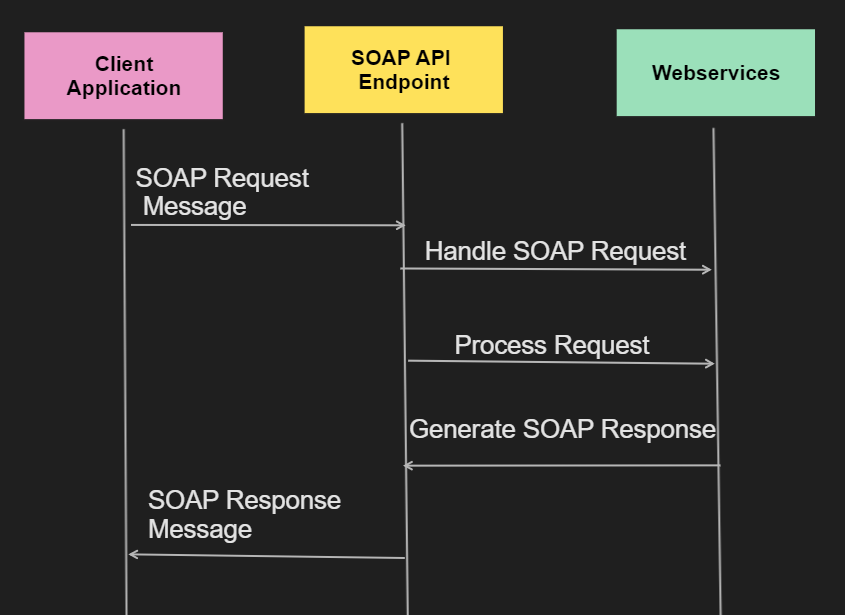 Client
Application
SOAP API
Endpoint
Webservices
SOAP Request
Message
Handle SOAP Request
Process Request
Generate SOAP Response
SOAP Response
Message